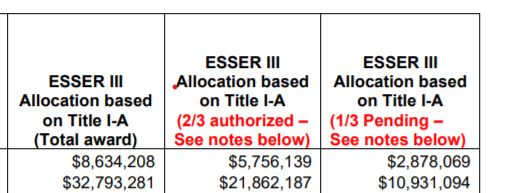 ESSER III
Allocation based
on Title I-A
(Total award)
ESSER III
Allocation based
on Title I-A
(2/3 authorized –
See notes below)
ESSER III
Allocation based
on Title I-A
(1/3 Pending –
See notes below)
$8,634,208 $5,756,139 $2,878,069
$32,793,281 $21,862,187 $10,931,094